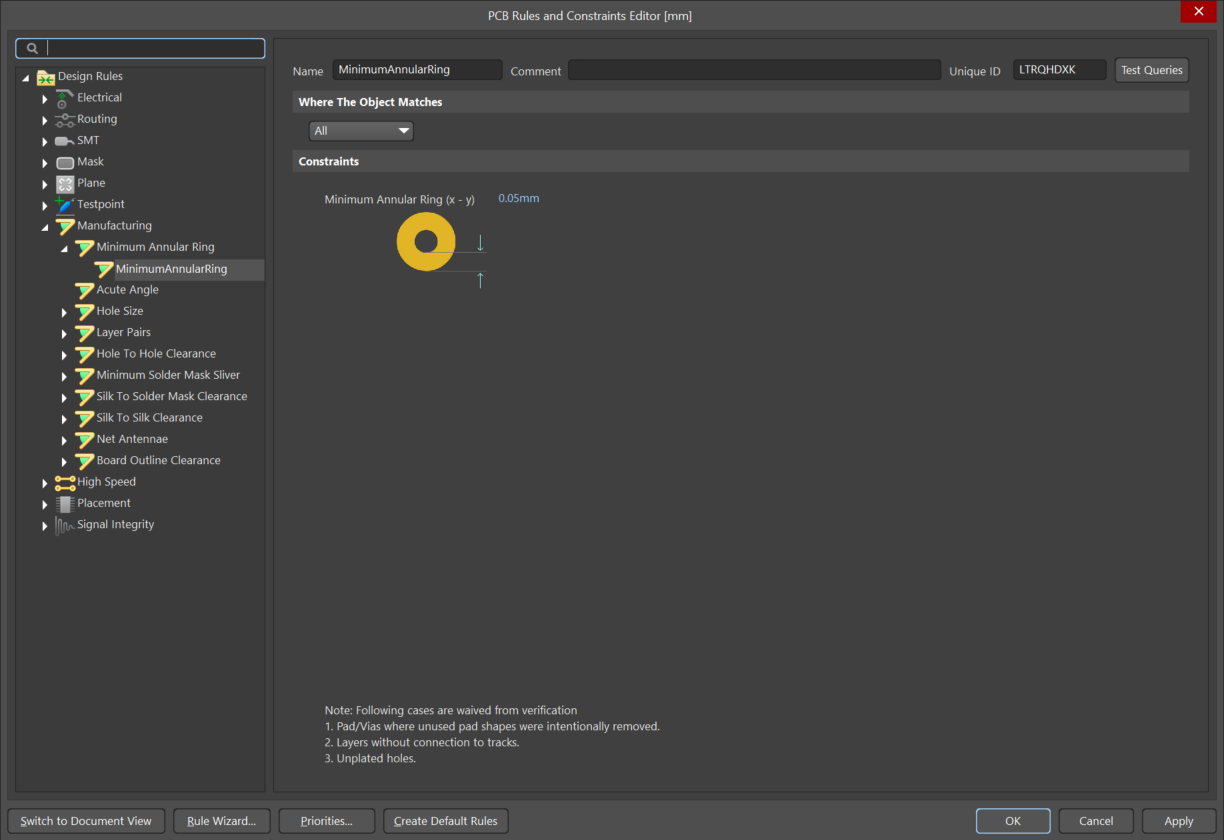 PCB Rules and Constraints Editor [mm]
Design Rules
Electrical
Routing
SMT
Mask
Plane
Testpoint
Manufacturing
Minimum Annular Ring
MinimumAnnularRing
Acute Angle
Hole Size
Layer Pairs
Hole To Hole Clearance
Minimum Solder Mask Sliver
Silk To Solder Mask Clearance
Silk To Silk Clearance
Net Antennae
Board Outline Clearance
High Speed
Placement
Signal Integrity
Name MinimumAnnularRing Comment Unique ID LTRQHDXK Test Queries
Where The Object Matches
All
Constraints
Minimum Annular Ring (x - y) 0.05mm
Note: Following cases are waived from verification
1. Pad/Vias where unused pad shapes were intentionally removed.
2. Layers without connection to tracks.
3. Unplated holes.
Switch to Document View Rule Wizard... Priorities... Create Default Rules OK Cancel Apply